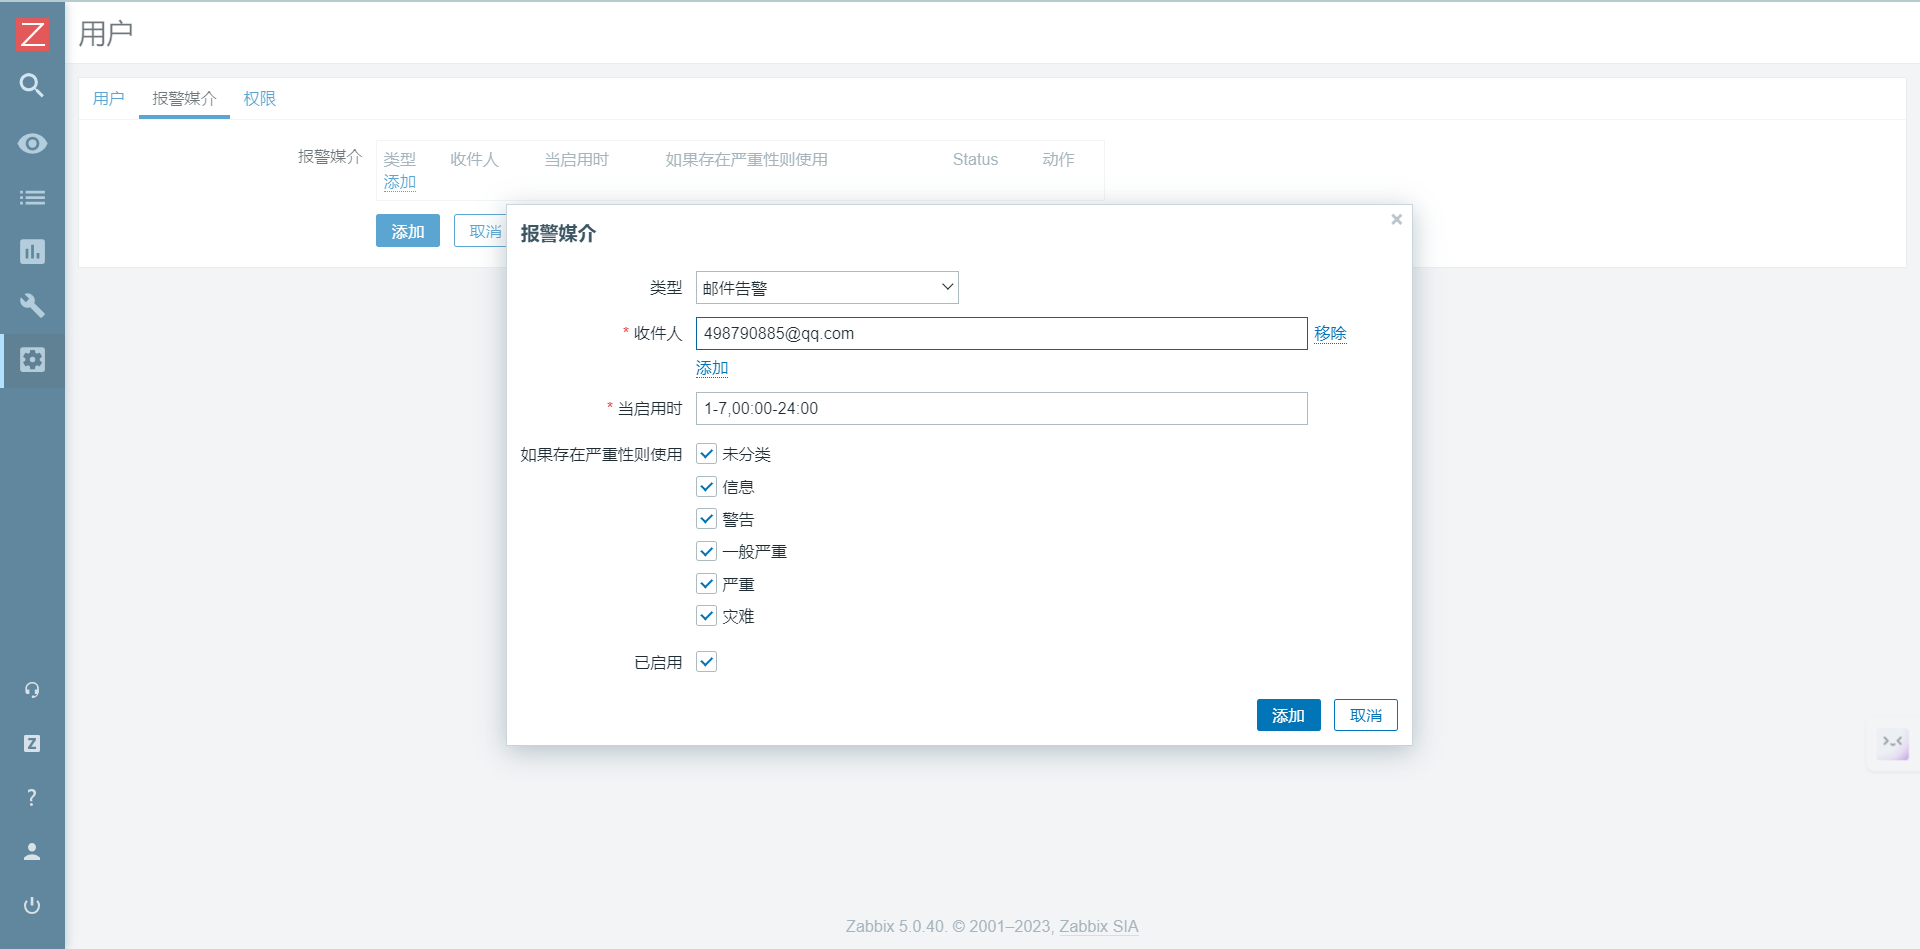 Z
用户
用户 报警媒介 权限
报警媒介 类型 收件人 当启用时 如果存在严重性则使用 Status 动作
添加
添加 取消
报警媒介
类型 邮件告警
* 收件人 498790885@qq.com 移除
添加
* 当启用时 1-7,00:00-24:00
如果存在严重性则使用 未分类
信息
警告
一般严重
严重
灾难
已启用
添加 取消
Z
?
Zabbix 5.0.40. © 2001–2023, Zabbix SIA